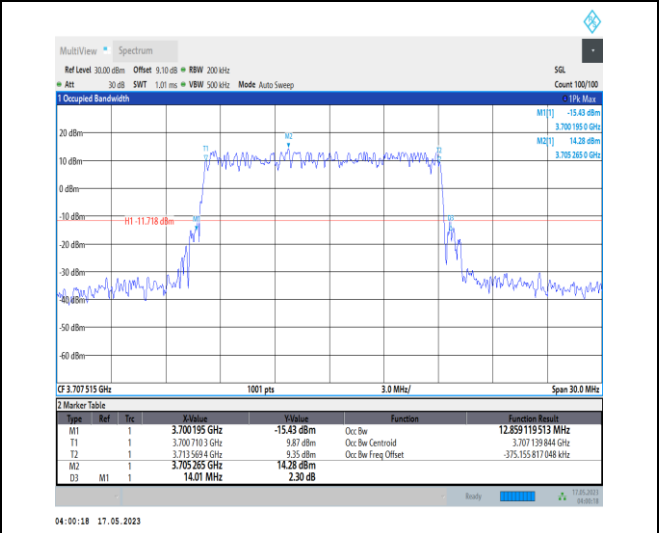 MultiView Spectrum
Ref Level 30.00 dBm Offset 9.10 dB RBW 200 kHz SGL
Att 30 dB SWT 1.01 ms VBW 500 kHz Mode Auto Sweep Count 100/100
1 Occupied Bandwidth 1Pk Max
M1[1] -15.43 dBm
3.700 195 0 GHz
M2[1] 14.28 dBm
3.705 265 0 GHz
20 dBm
M2
T1
10 dBm
0 dBm
-10 dBm
H1 -11.718 dBm
-20 dBm
-30 dBm
-40 dBm
-50 dBm
-60 dBm
CF 3.707 515 GHz 1001 pts 3.0 MHz/ Span 30.0 MHz
2 Marker Table
Type Ref Trc X-Value Y-Value Function Function Result
M1 1 3.700 195 GHz -15.43 dBm Occ Bw 12.859 119 513 MHz
T1 1 3.700 710 3 GHz 9.87 dBm Occ Bw Centroid 3.707 139 844 GHz
T2 1 3.713 569 4 GHz 9.35 dBm Occ Bw Freq Offset -375.155 817 048 kHz
M2 1 3.705 265 GHz 14.28 dBm
D3 M1 1 14.01 MHz 2.30 dB
Ready 17.05.2023
04:00:18
04:00:18 17.05.2023